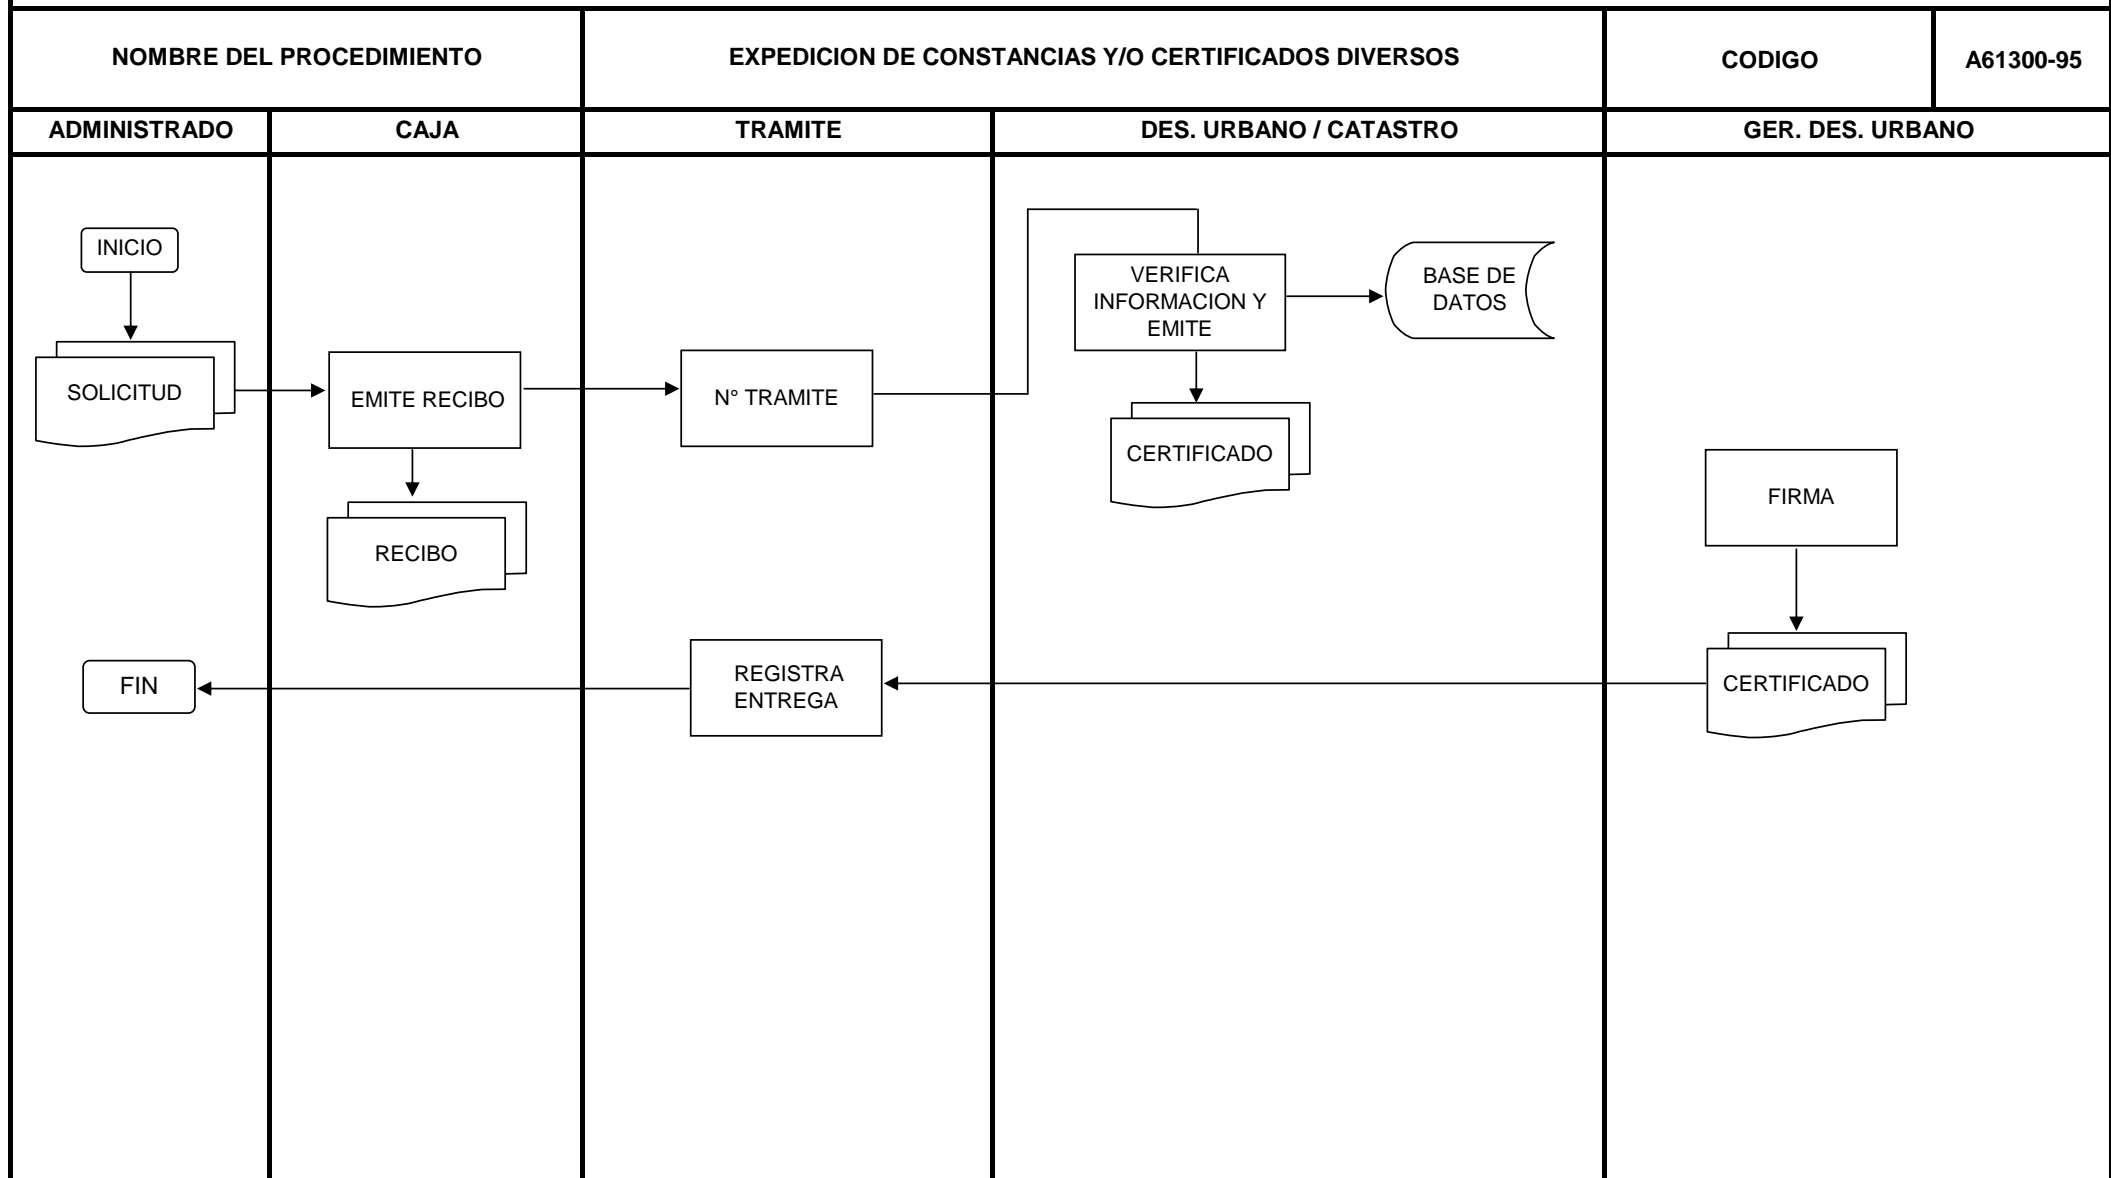 NOMBRE DEL PROCEDIMIENTO
EXPEDICION DE CONSTANCIAS Y/O CERTIFICADOS DIVERSOS
CODIGO
A61300-95
ADMINISTRADO
CAJA
TRAMITE
DES. URBANO / CATASTRO
GER. DES. URBANO
INICIO
SOLICITUD
EMITE RECIBO
RECIBO
N° TRAMITE
VERIFICA
INFORMACION Y
EMITE
BASE DE
DATOS
CERTIFICADO
FIRMA
CERTIFICADO
REGISTRA
ENTREGA
FIN